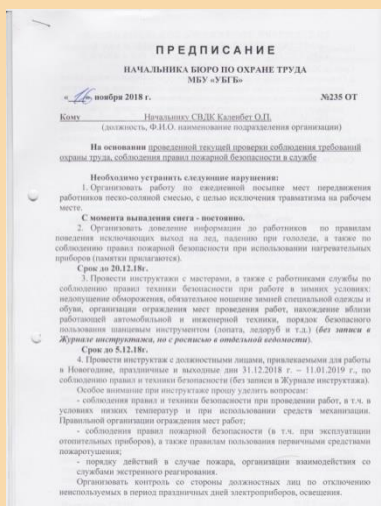 ПРЕДПИСАНИЕ
НАЧАЛЬНИКА БЮРО ПО ОХРАНЕ ТРУДА
МБУ «УБГБ»
« 16 » ноября 2018 г. №235 ОТ
Кому Начальнику СВДК Каленбет О.П.
(должность, Ф.И.О. наименование подразделения организации)
На основании проведенной текущей проверки соблюдения требований
охраны труда, соблюдения правил пожарной безопасности в службе
Необходимо устранить следующие нарушения:
1. Организовать работу по ежедневной посыпке мест передвижения
работников песко-соляной смесью, с целью исключения травматизма на рабочем
месте.
С момента выпадения снега - постоянно.
2. Организовать доведение информации до работников по правилам
поведения исключающих выход на лед, падению при гололеде, а также по
соблюдению правил пожарной безопасности при использовании нагревательных
приборов (памятки прилагаются).
Срок до 20.12.18г.
3. Провести инструктажи с мастерами, а также с работниками службы по
соблюдению правил техники безопасности при работе в зимних условиях:
недопущение обморожения, обязательное ношение зимней специальной одежды и
обуви, организации ограждения мест проведения работ, нахождение вблизи
работающей автомобильной и инженерной техники, порядок безопасного
пользования шанцевым инструментом (лопата, ледоруб и т.д.) (без записи в
Журнале инструктажа, но с росписью в отдельной ведомости).
Срок до 5.12.18г.
4. Провести инструктаж с должностными лицами, привлекаемыми для работы
в Новогодние, праздничные и выходные дни 31.12.2018 г. – 11.01.2019 г., по
соблюдению правил и техники безопасности (без записи в Журнале инструктажа).
Особое внимание при инструктаже прошу уделить вопросам:
- соблюдения правил и техники безопасности при проведении работ, в т.ч. в
условиях низких температур и при использовании средств механизации.
Правильной организации ограждения мест работ;
- соблюдения правил пожарной безопасности (в т.ч. при эксплуатации
отопительных приборов), а также правилам пользования первичными средствами
пожаротушения;
- порядку действий в случае пожара, организации взаимодействия со
службами экстренного реагирования.
Организовать контроль со стороны должностных лиц по отключению
неиспользуемых в период праздничных дней электроприборов, освещения.